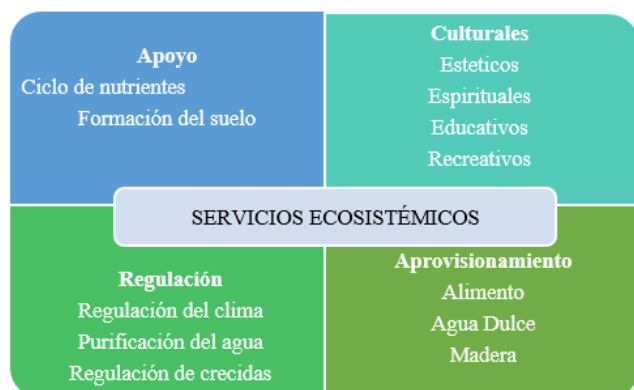 Apoyo
Ciclo de nutrientes
Formación del suelo
Culturales
Esteticos
Espirituales
Educativos
Recreativos
SERVICIOS ECOSISTÉMICOS
Regulación
Regulación del clima
Purificación del agua
Regulación de crecidas
Aprovisionamiento
Alimento
Agua Dulce
Madera